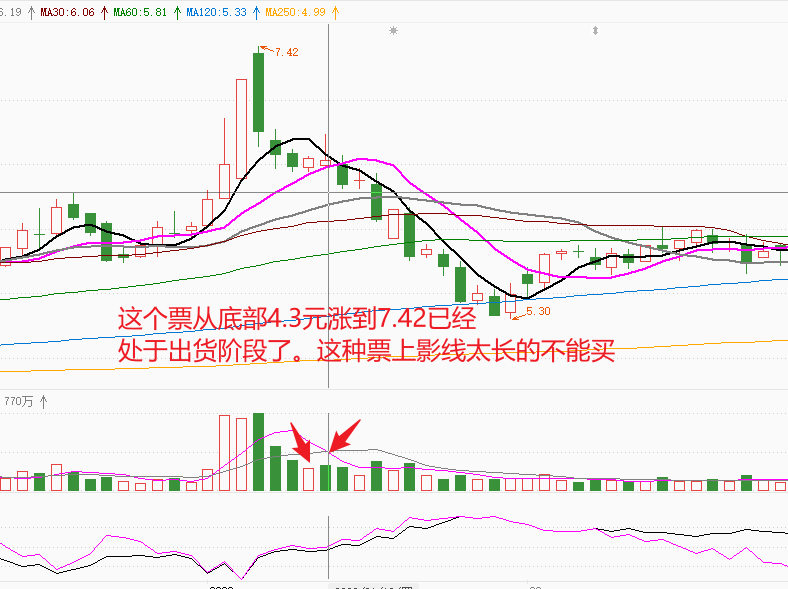 6.19 ↑ MA30:6.06 ↑ MA60:5.81 ↑ MA120:5.33 ↑ MA250:4.99 ↑
7.42
5.30
这个票从底部4.3元涨到7.42已经
处于出货阶段了。这种票上影线太长的不能买
770万 ↑